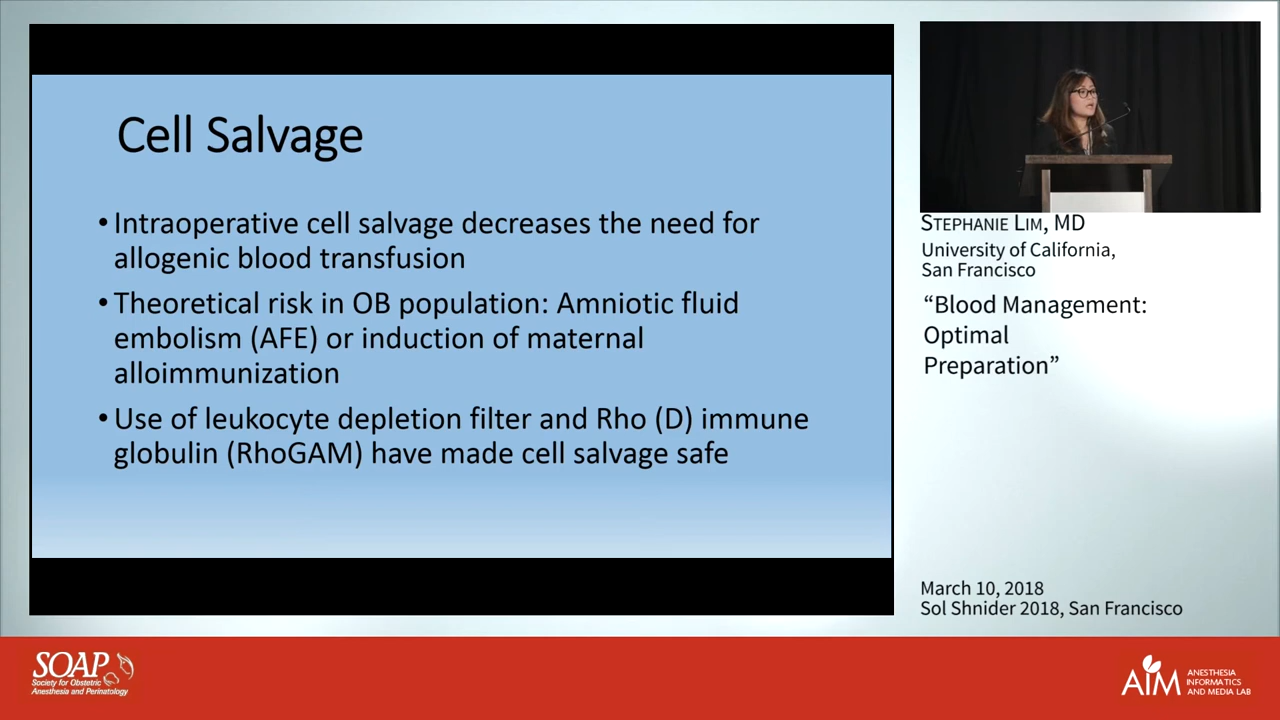 Cell Salvage
• Intraoperative cell salvage decreases the need for
allogenic blood transfusion
• Theoretical risk in OB population: Amniotic fluid
embolism (AFE) or induction of maternal
alloimmunization
• Use of leukocyte depletion filter and Rho (D) immune
globulin (RhoGAM) have made cell salvage safe
STEPHANIE LIM, MD
University of California,
San Francisco
“Blood Management:
Optimal
Preparation”
March 10, 2018
Sol Shnider 2018, San Francisco
SOAP
Society for Obstetric
Anesthesia and Perinatology
AIM
ANESTHESIA
INFORMATICS
AND MEDIA LAB